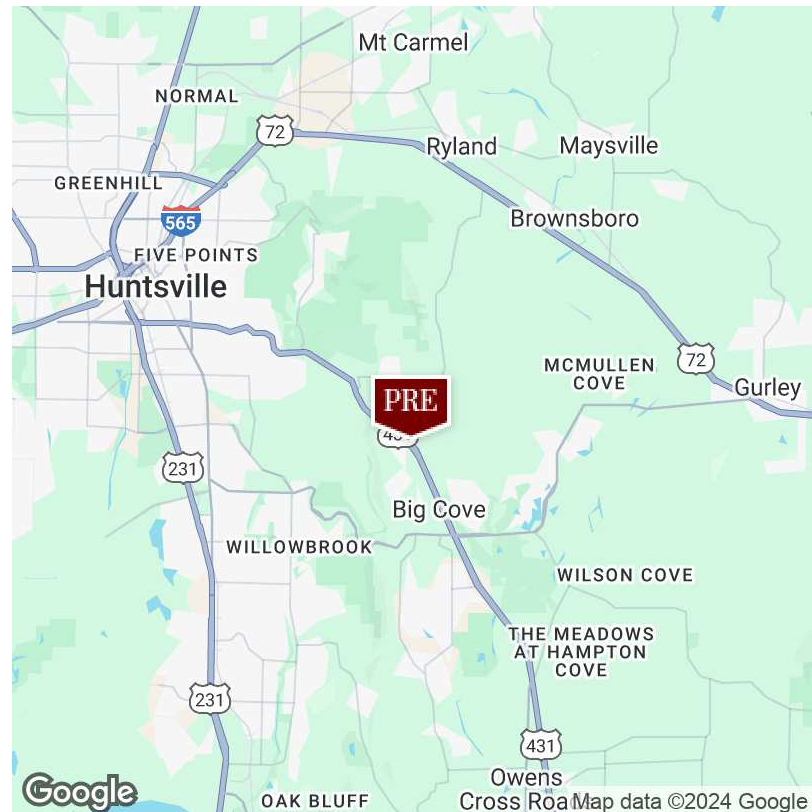 Mt Carmel
NORMAL
72
Ryland
Maysville
GREENHILL
565
Brownsboro
FIVE POINTS
Huntsville
MCMULLEN
COVE
72
Gurley
PRE
231
Big Cove
WILLOWBROOK
WILSON COVE
THE MEADOWS
AT HAMPTON
COVE
231
431
Owens
Cross
Google
OAK BLUFF
Map data ©2024 Google